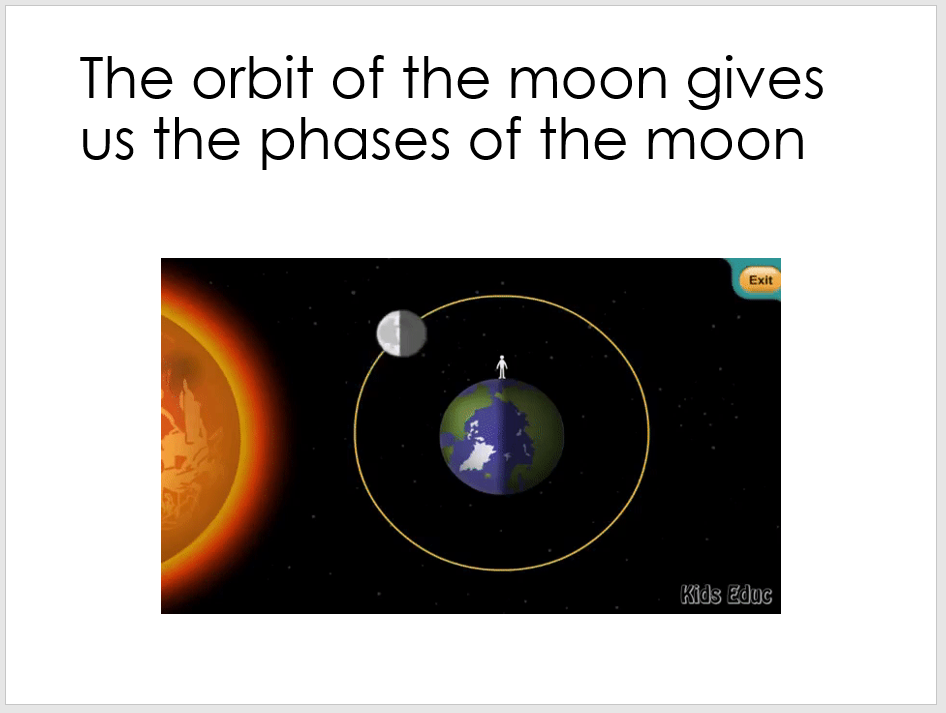 The orbit of the moon gives
us the phases of the moon
Exit
Kids Educ